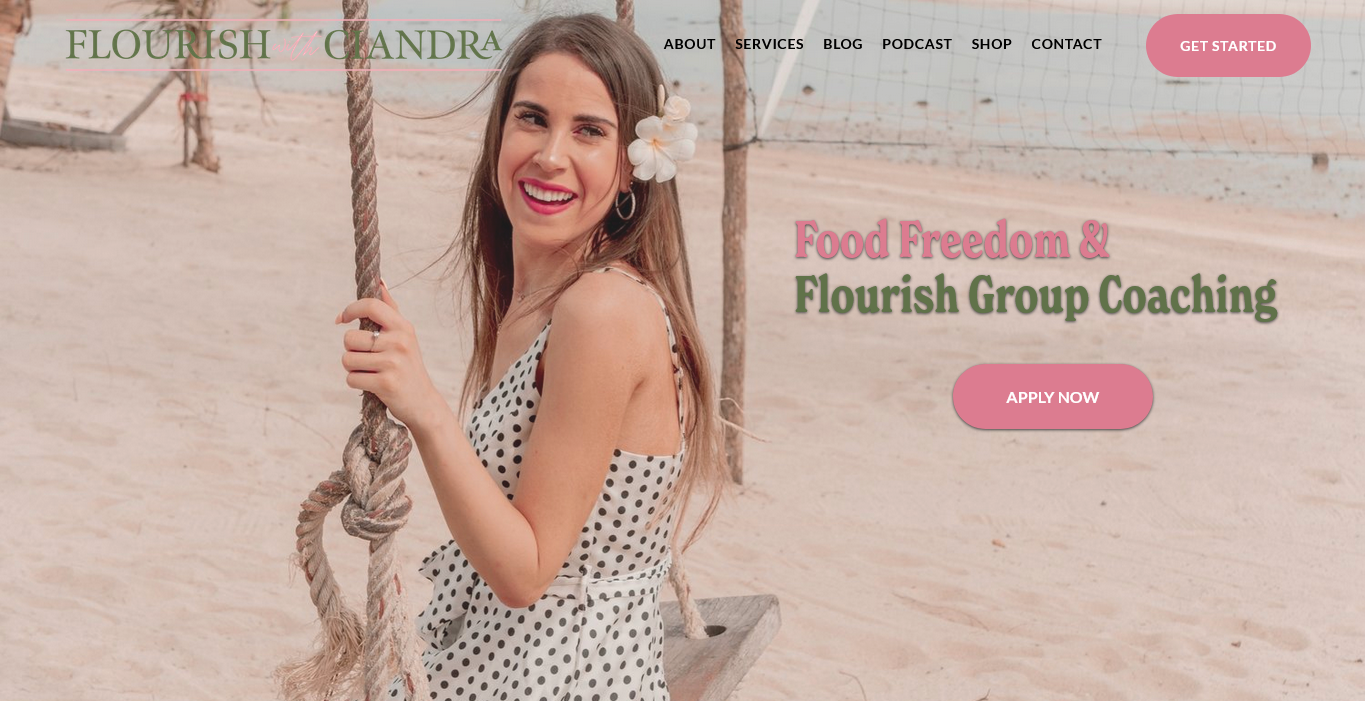 FLOURISH with CIANDRA
ABOUT SERVICES BLOG PODCAST SHOP CONTACT GET STARTED
Food Freedom &
Flourish Group Coaching
APPLY NOW